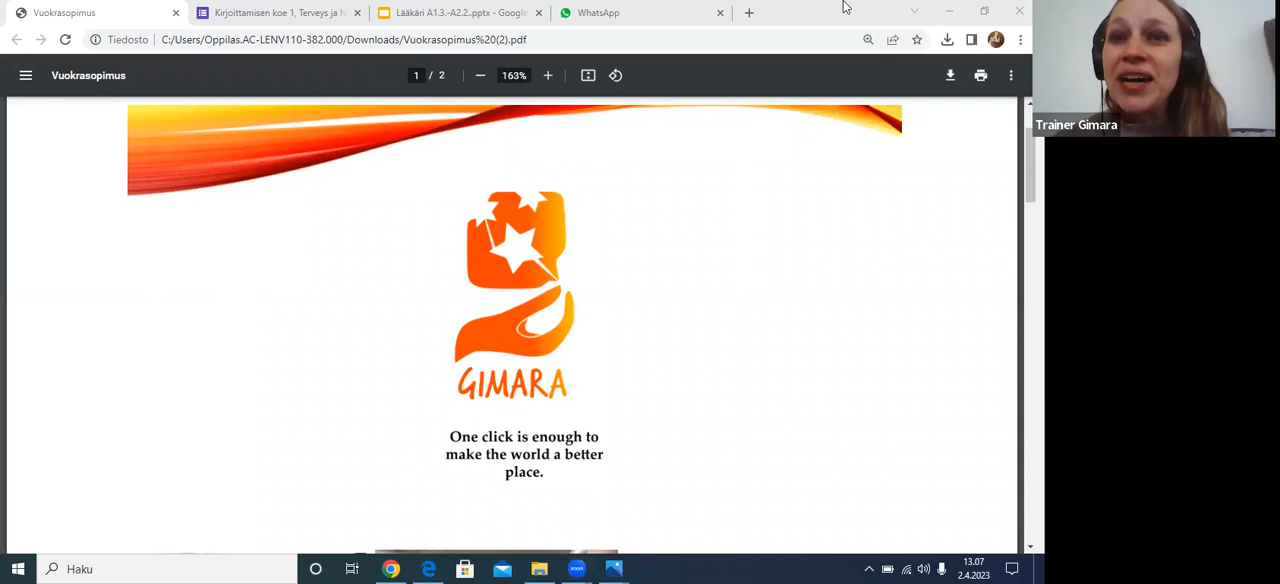 Vuokrasopimus
Kirjoittamisen koe 1, Terveys ja h
Lääkäri A1.3.-A2.2..pptx - Google
WhatsApp
Tiedosto
C:/Users/Oppilas.AC-LENV110-382.000/Downloads/Vuokrasopimus%20(2).pdf
Vuokrasopimus
1 / 2
163%
Trainer Gimara
GIMARA
One click is enough to
make the world a better
place.
Haku
zoom
13.07
2.4.2023